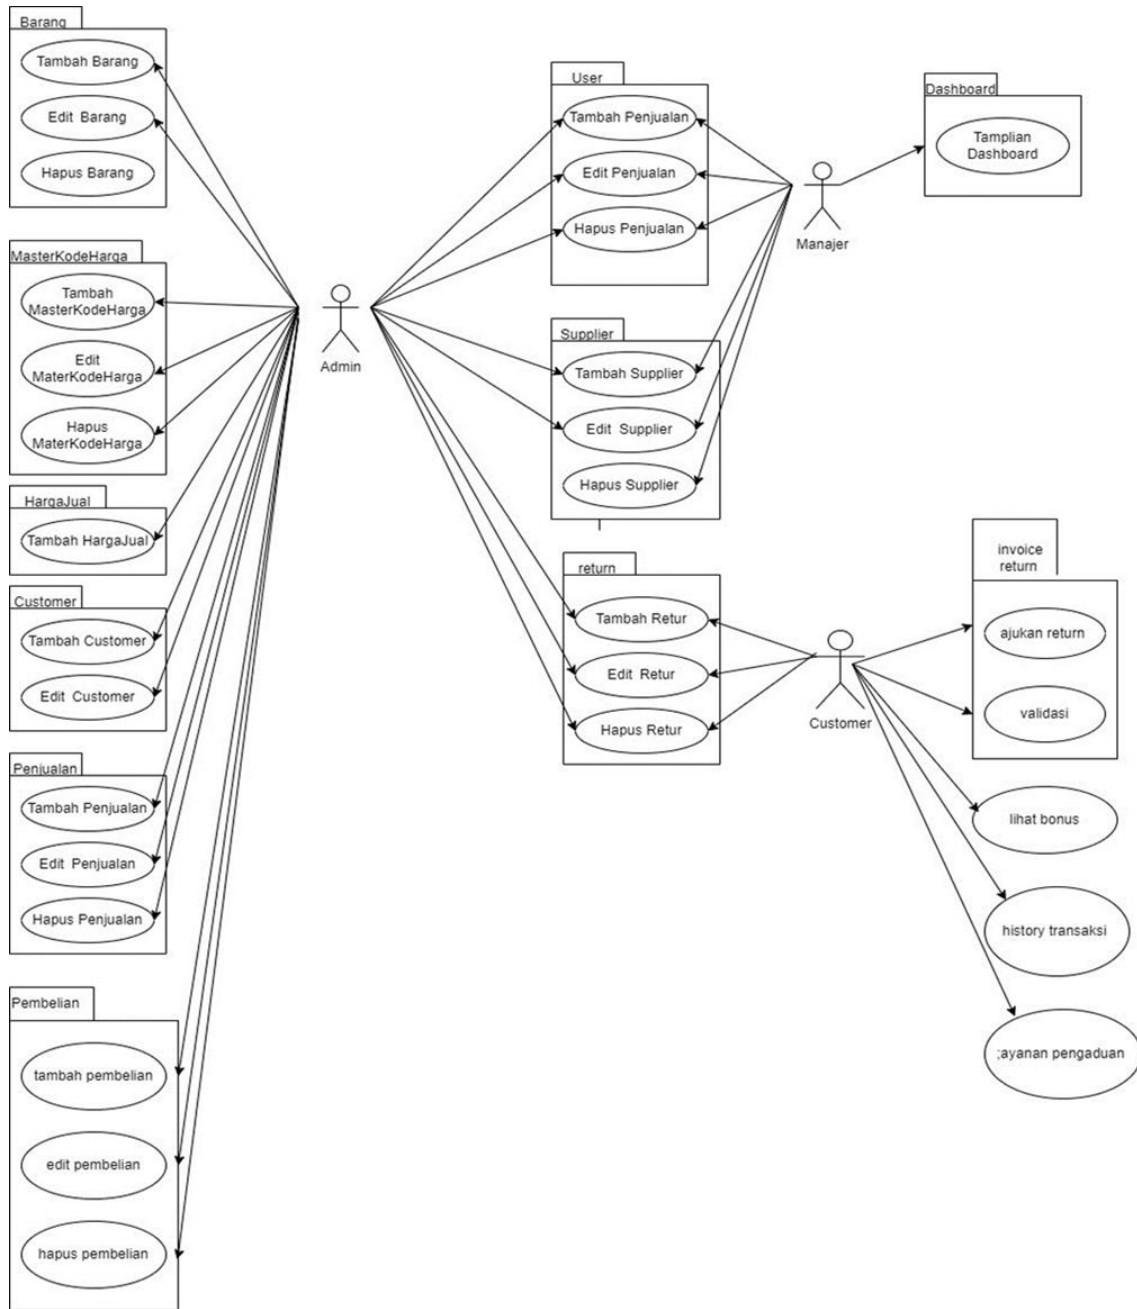 Barang
Tambah Barang
Edit Barang
Hapus Barang
MasterKodeHarga
Tambah
MasterKodeHarga
Edit
MaterKodeHarga
Hapus
MaterKodeHarga
HargaJual
Tambah HargaJual
Customer
Tambah Customer
Edit Customer
Penjualan
Tambah Penjualan
Edit Penjualan
Hapus Penjualan
Pembelian
tambah pembelian
edit pembelian
hapus pembelian
Admin
User
Tambah Penjualan
Edit Penjualan
Hapus Penjualan
Supplier
Tambah Supplier
Edit Supplier
Hapus Supplier
return
Tambah Retur
Edit Retur
Hapus Retur
Manajer
Dashboard
Tamplian
Dashboard
Customer
invoice
return
ajukan return
validasi
lihat bonus
history transaksi
;ayanan pengaduan